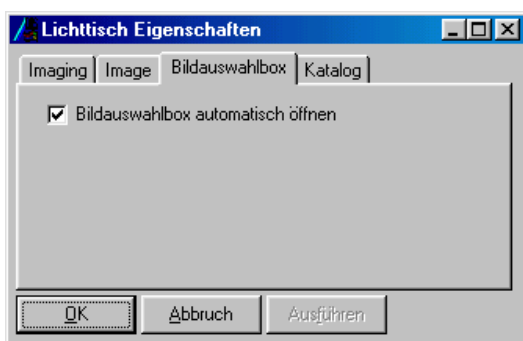 Lichttisch Eigenschaften
Imaging Image Bildauswahlbox Katalog
Bildauswahlbox automatisch öffnen
OK Abbruch Ausführen